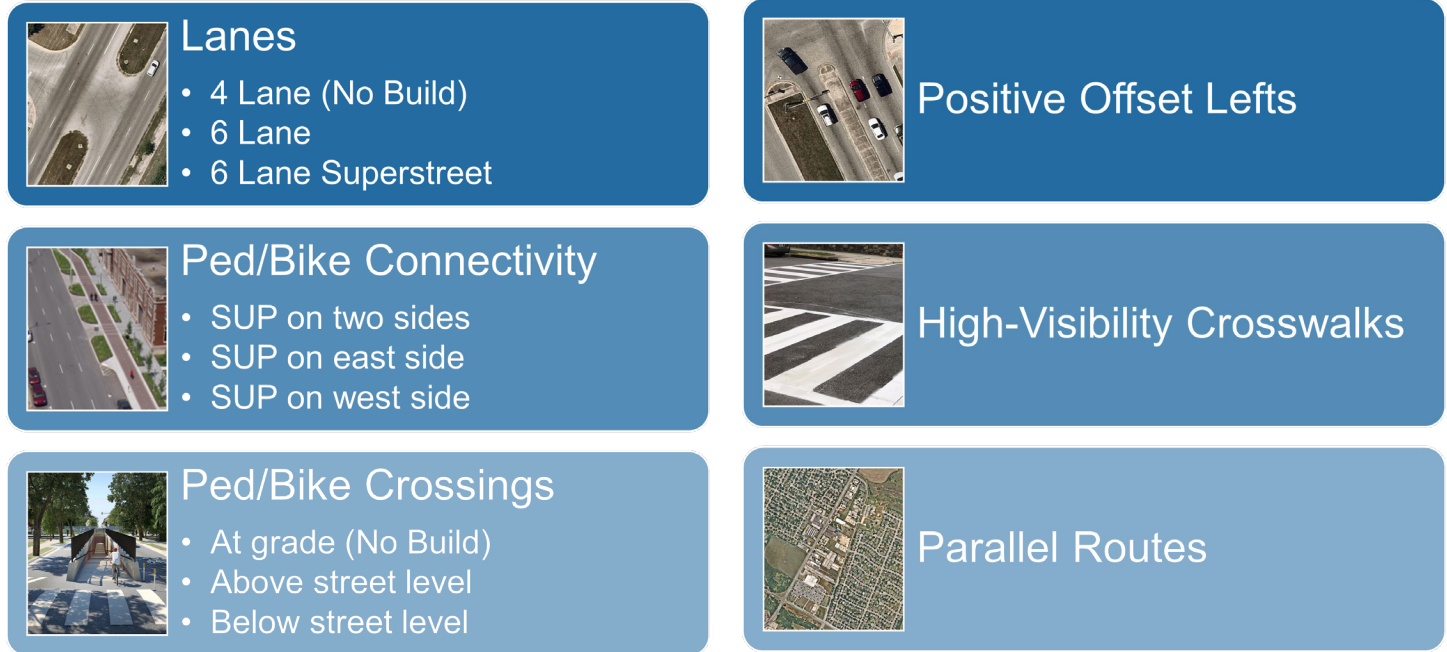 Lanes
• 4 Lane (No Build)
• 6 Lane
• 6 Lane Superstreet
Ped/Bike Connectivity
• SUP on two sides
• SUP on east side
• SUP on west side
Ped/Bike Crossings
• At grade (No Build)
• Above street level
• Below street level
Positive Offset Lefts
High-Visibility Crosswalks
Parallel Routes